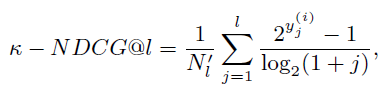 κ − NDCG@l = \frac{1}{N'_l} \sum_{j=1}^{l} \frac{2^{y_j^{(i)}} − 1}{\log_2(1 + j)},